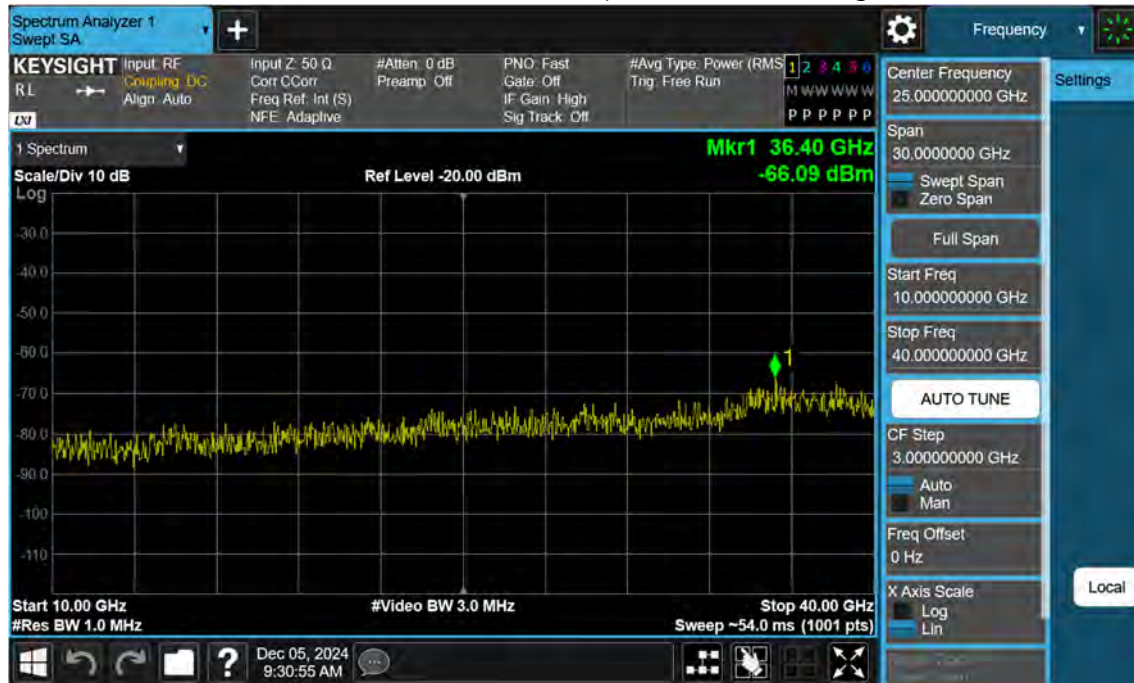 Spectrum Analyzer 1
Swept SA
+
Frequency
KEYSIGHT
RL
LXI
Input: RF
Coupling: DC
Align: Auto
Input Z: 50 Ω
Corr CCorr
Freq Ref: Int (S)
NFE: Adaptive
#Atten: 0 dB
Preamp: Off
PNO: Fast
Gate: Off
IF Gain: High
Sig Track: Off
#Avg Type: Power (RMS
Trig: Free Run
1 2 3 4 5 6
M W W W W W
P P P P P P
Center Frequency
25.000000000 GHz
Settings
1 Spectrum
Mkr1 36.40 GHz
-66.09 dBm
Scale/Div 10 dB
Ref Level -20.00 dBm
Log
-30.0
-40.0
-50.0
-60.0
-70.0
-80.0
-90.0
-100
-110
1
Start 10.00 GHz
#Video BW 3.0 MHz
Stop 40.00 GHz
#Res BW 1.0 MHz
Sweep ~54.0 ms (1001 pts)
Span
30.0000000 GHz
Swept Span
Zero Span
Full Span
Start Freq
10.000000000 GHz
Stop Freq
40.000000000 GHz
AUTO TUNE
CF Step
3.000000000 GHz
Auto
Man
Freq Offset
0 Hz
X Axis Scale
Log
Lin
Local
?
Dec 05, 2024
9:30:55 AM